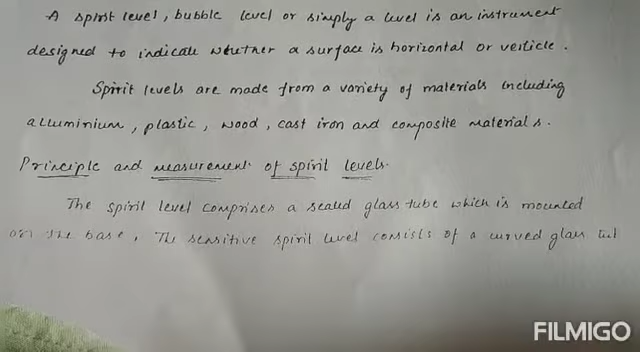 A spirit level, bubble level or simply a level is an instrument
designed to indicate whether a surface is horizontal or verticle.
Spirit levels are made from a variety of materials including
alluminium, plastic, wood, cast iron and composite materials.
Principle and measurement of spirit levels.
The spirit level comprises a sealed glass tube which is mounted
on the base, The sensitive spirit level consists of a curved glass
FILMIGO